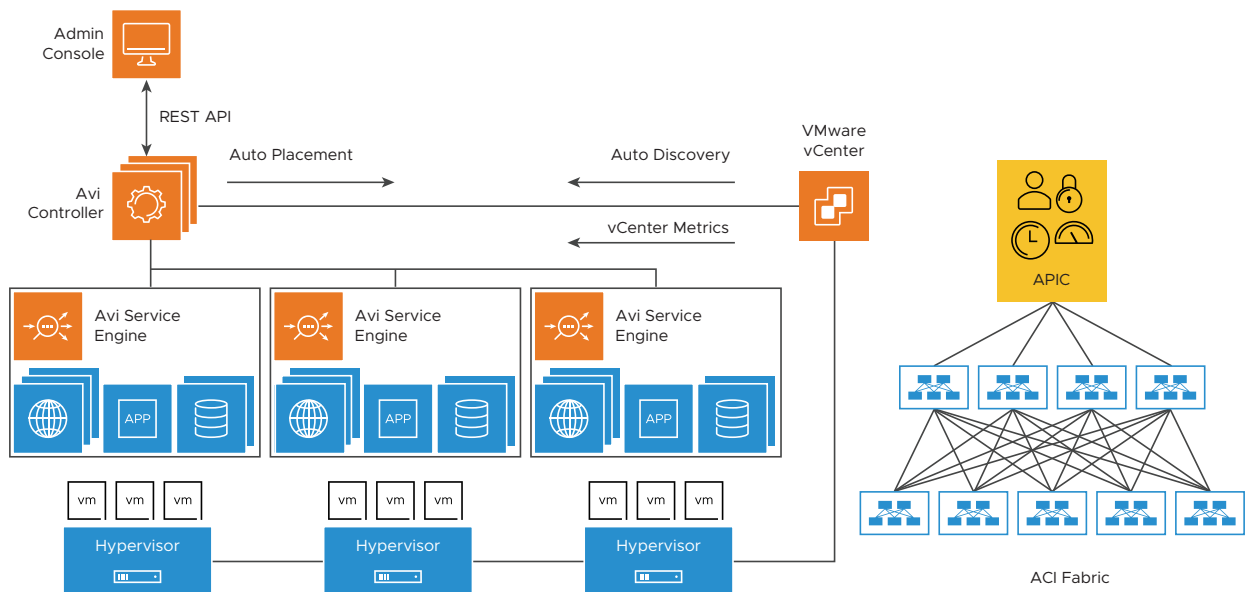 Admin
Console
REST API
Avi
Controller
Auto Placement
Auto Discovery
vCenter Metrics
VMware
vCenter
APIC
Avi Service
Engine
APP
Avi Service
Engine
APP
Avi Service
Engine
APP
vm
vm
vm
vm
vm
vm
vm
vm
vm
Hypervisor
Hypervisor
Hypervisor
ACI Fabric